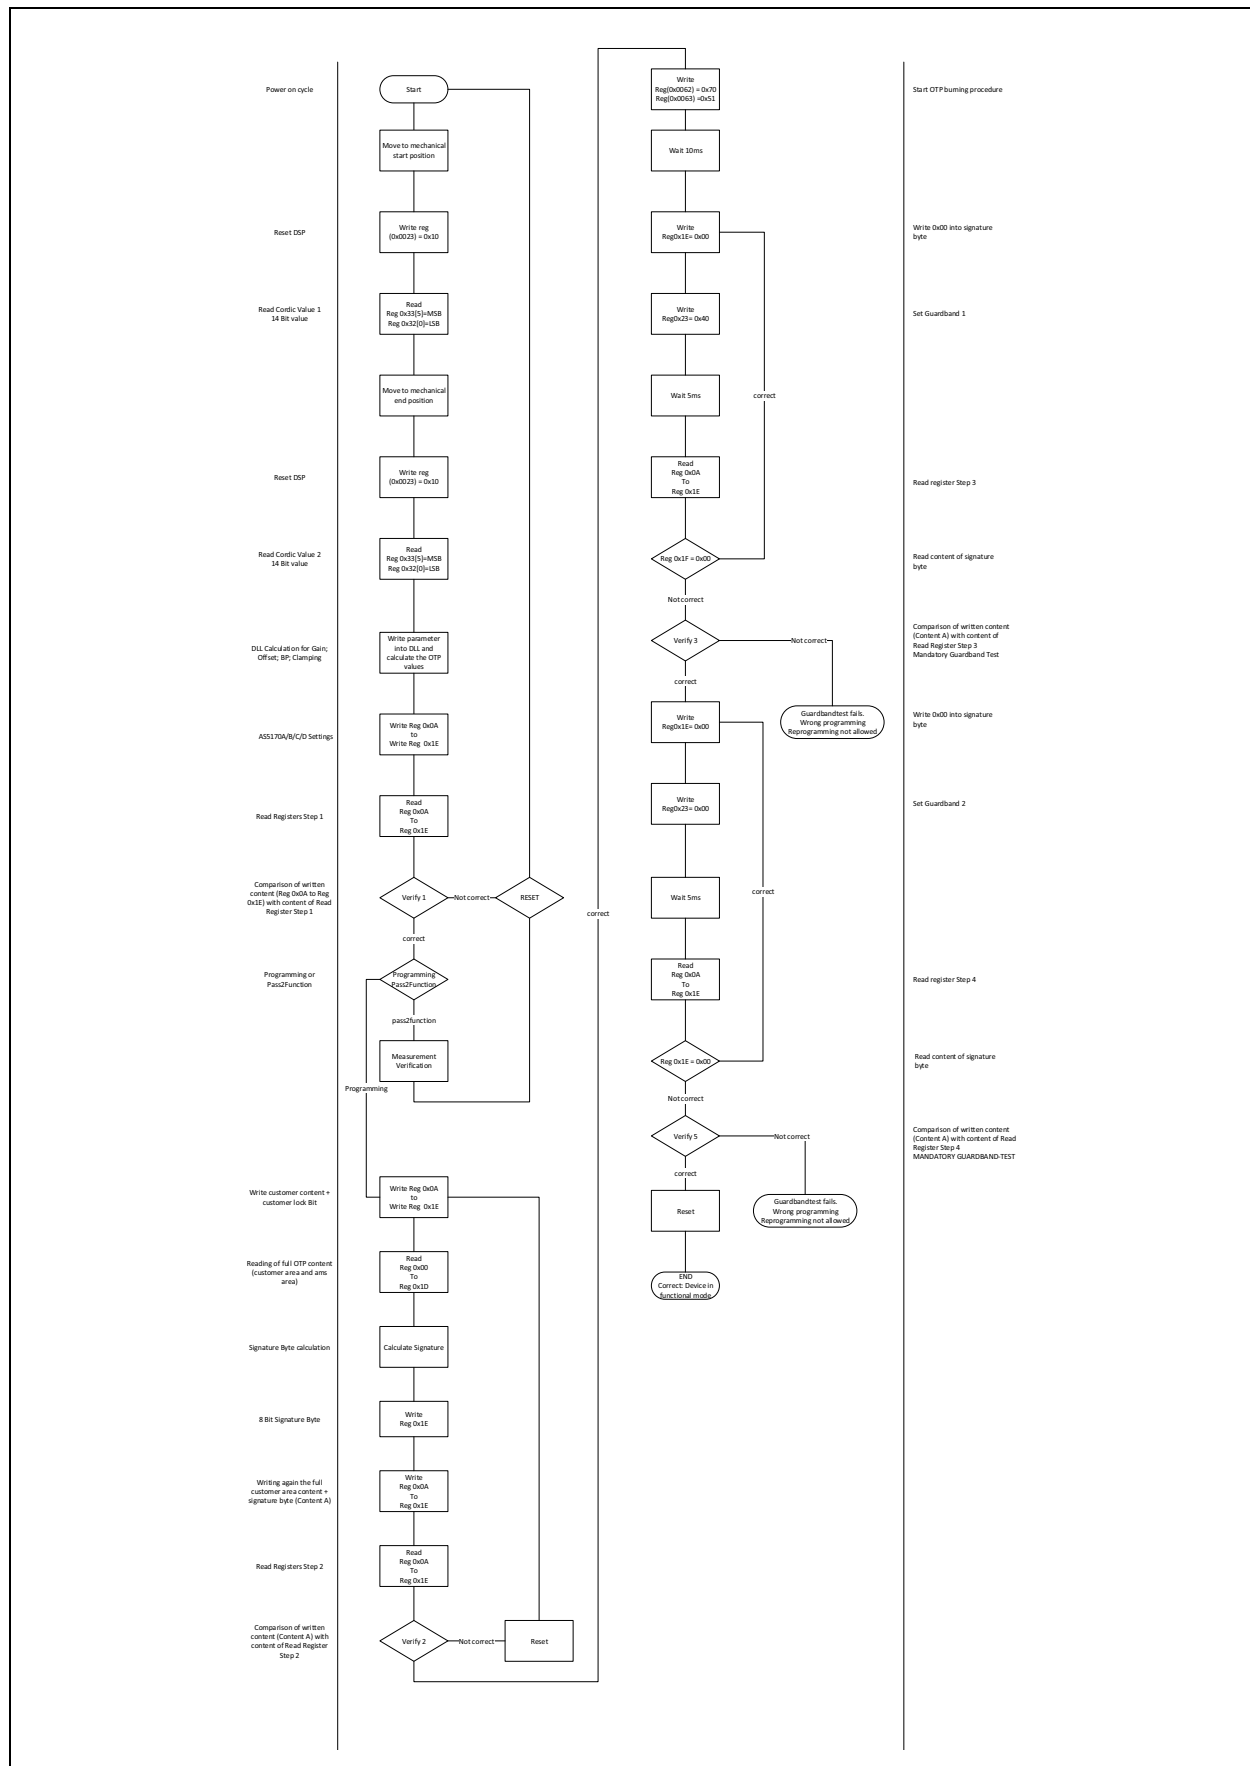 Power on cycle
Start
Move to mechanical
start position
Reset DSP
Write reg
(0x0023) = 0x10
Read Cordic Value 1
14 Bit value
Read
Reg 0x33[5]=MSB
Reg 0x32[0]=LSB
Move to mechanical
end position
Reset DSP
Write reg
(0x0023) = 0x10
Read Cordic Value 2
14 Bit value
Read
Reg 0x33[5]=MSB
Reg 0x32[0]=LSB
DLL Calculation for Gain;
Offset; BP; Clamping
Write parameter
into DLL and
calculate the OTP
values
AS5170A/B/C/D Settings
Write Reg 0x0A
to
Write Reg 0x1E
Read Registers Step 1
Read
Reg 0x0A
To
Reg 0x1E
Comparison of written
content (Reg 0x0A to Reg
0x1E) with content of Read
Register Step 1
Verify 1
Not correct
RESET
correct
Programming or
Pass2Function
Programming
Pass2Function
pass2function
Measurement
Verification
Programming
Write customer content +
customer lock Bit
Write Reg 0x0A
to
Write Reg 0x1E
Reading of full OTP content
(customer area and ams
area)
Read
Reg 0x00
To
Reg 0x1D
Signature Byte calculation
Calculate Signature
8 Bit Signature Byte
Write
Reg 0x1E
Writing again the full
customer area content +
signature byte (Content A)
Write
Reg 0x0A
To
Reg 0x1E
Read Registers Step 2
Read
Reg 0x0A
To
Reg 0x1E
Comparison of written
content (Content A) with
content of Read Register
Step 2
Verify 2
Not correct
Reset
correct
Write
Reg(0x0062) = 0x70
Reg(0x0063) =0x51
Start OTP burning procedure
Wait 10ms
Write
Reg0x1E= 0x00
Write 0x00 into signature
byte
Write
Reg0x23= 0x40
Set Guardband 1
Wait 5ms
correct
Read
Reg 0x0A
To
Reg 0x1E
Read register Step 3
Reg 0x1F = 0x00
Read content of signature
byte
Not correct
Verify 3
Not correct
Comparison of written content
(Content A) with content of
Read Register Step 3
Mandatory Guardband Test
correct
Guardbandtest fails.
Wrong programming
Reprogramming not allowed
Write
Reg0x1E= 0x00
Write 0x00 into signature
byte
Write
Reg0x23= 0x00
Set Guardband 2
Wait 5ms
correct
Read
Reg 0x0A
To
Reg 0x1E
Read register Step 4
Reg 0x1E = 0x00
Read content of signature
byte
Not correct
Verify 5
Not correct
Comparison of written content
(Content A) with content of Read
Register Step 4
MANDATORY GUARDBAND-TEST
correct
Guardbandtest fails.
Wrong programming
Reprogramming not allowed
Reset
END
Correct: Device in
functional mode